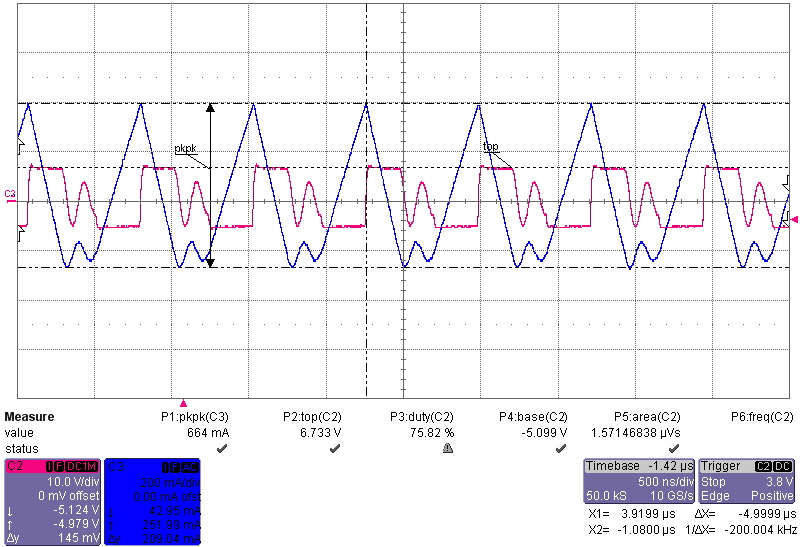 pkpk
top
C3
Measure P1:pkpk(C3) P2:top(C2) P3:duty(C2) P4:base(C2) P5:area(C2) P6:freq(C2)
value 664 mA 6.733 V 75.82 % -5.099 V 1.57146838 µVs
status
C2 F DC1M
10.0 V/div
0 mV offset
↓ -5.124 V
↑ -4.979 V
Δy 145 mV
C3 F AC
200 mA/div
0.00 mA ofst
↓ 42.95 mA
↑ 251.99 mA
Δy 209.04 mA
Timebase -1.42 µs
500 ns/div
50.0 kS 10 GS/s
Trigger C2 DC
Stop 3.8 V
Edge Positive
X1= 3.9199 µs ΔX= -4.9999 µs
X2= -1.0800 µs 1/ΔX= -200.004 kHz